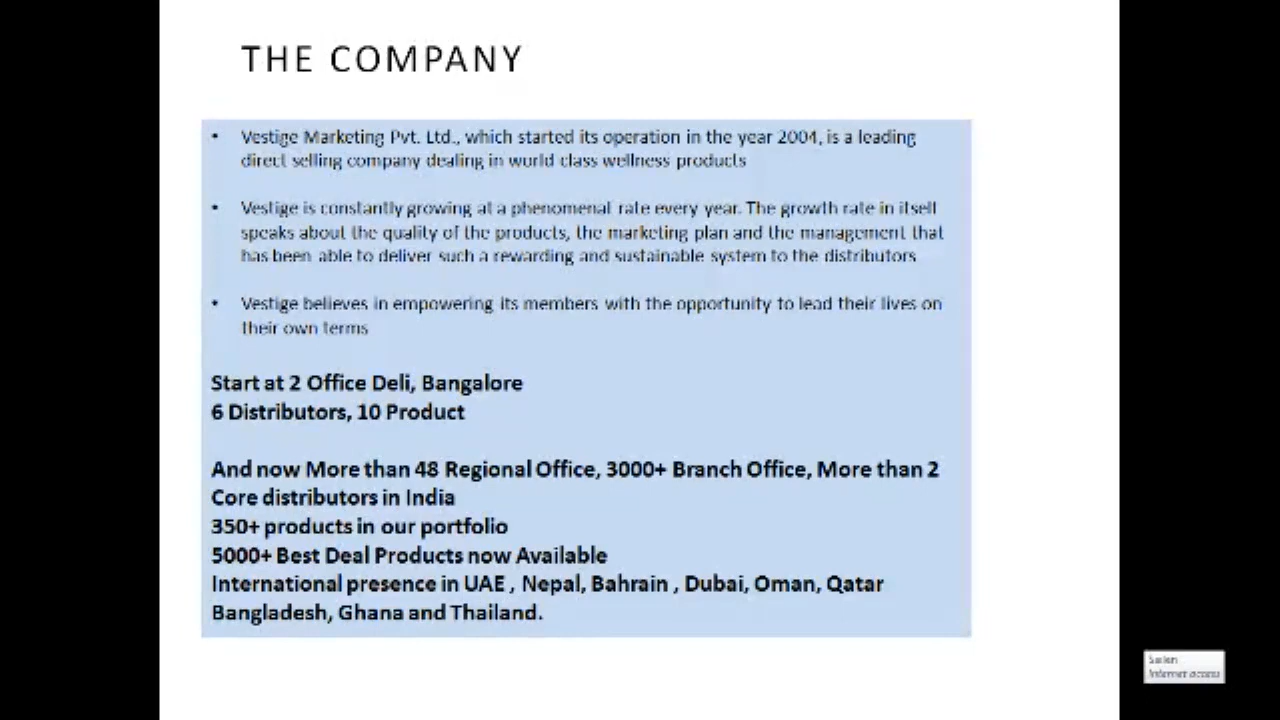 THE COMPANY
• Vestige Marketing Pvt. Ltd., which started its operation in the year 2004, is a leading
direct selling company dealing in world class wellness products
• Vestige is constantly growing at a phenomenal rate every year. The growth rate in itself
speaks about the quality of the products, the marketing plan and the management that
has been able to deliver such a rewarding and sustainable system to the distributors
• Vestige believes in empowering its members with the opportunity to lead their lives on
their own terms
Start at 2 Office Deli, Bangalore
6 Distributors, 10 Product
And now More than 48 Regional Office, 3000+ Branch Office, More than 2
Core distributors in India
350+ products in our portfolio
5000+ Best Deal Products now Available
International presence in UAE , Nepal, Bahrain , Dubai, Oman, Qatar
Bangladesh, Ghana and Thailand.
Internet access